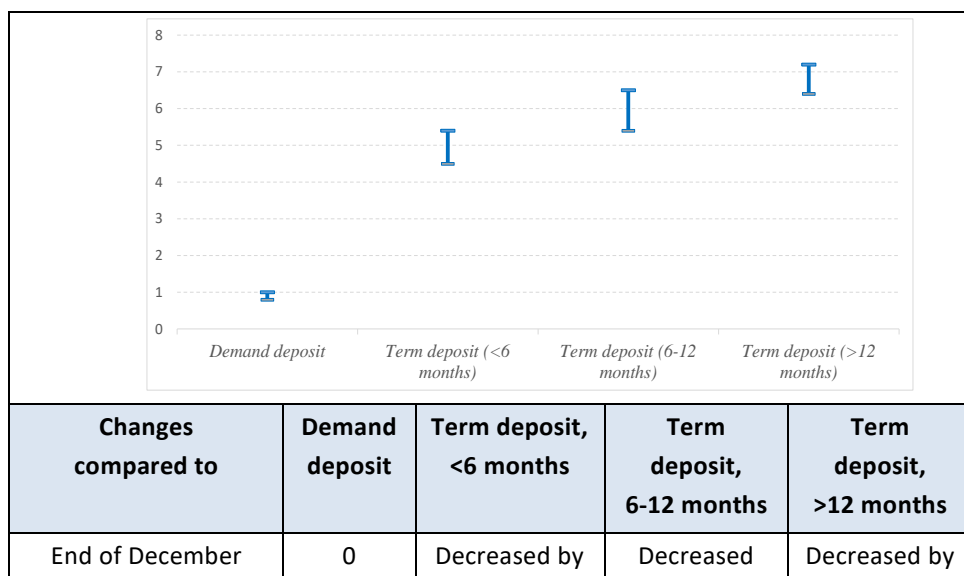 8
7
6
5
4
3
2
1
0
Demand deposit
Term deposit (<6 months)
Term deposit (6-12 months)
Term deposit (>12 months)
Changes compared to
Demand deposit
Term deposit, <6 months
Term deposit, 6-12 months
Term deposit, >12 months
End of December
0
Decreased by
Decreased
Decreased by